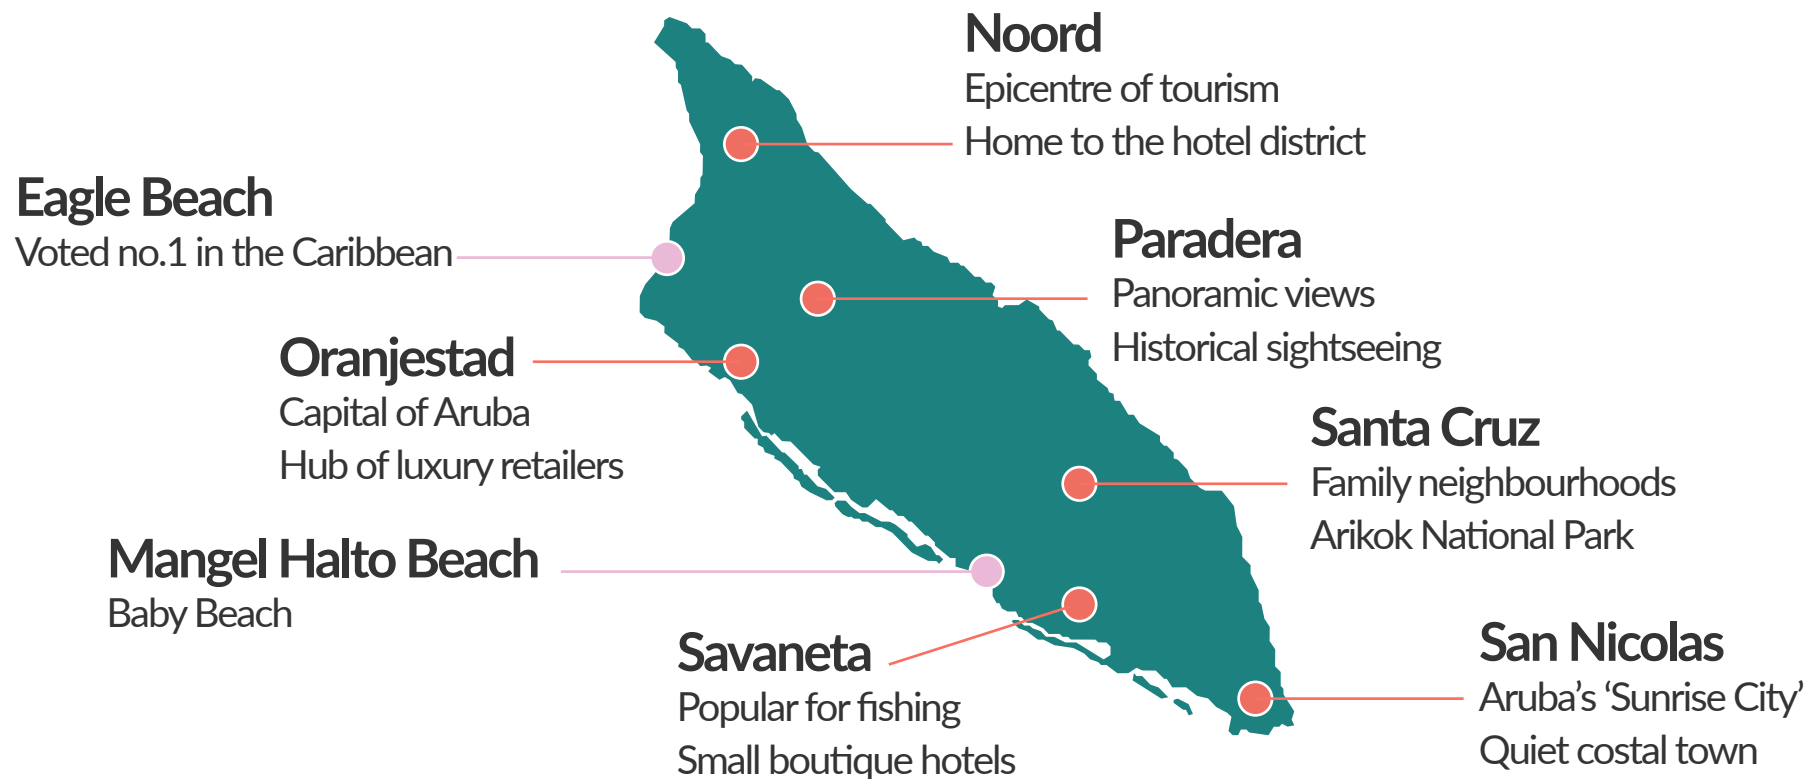 Noord
Epicentre of tourism
Home to the hotel district
Eagle Beach
Voted no.1 in the Caribbean
Paradera
Panoramic views
Historical sightseeing
Oranjestad
Capital of Aruba
Hub of luxury retailers
Santa Cruz
Family neighbourhoods
Arikok National Park
Mangel Halto Beach
Baby Beach
Savaneta
Popular for fishing
Small boutique hotels
San Nicolas
Aruba’s ‘Sunrise City’
Quiet costal town